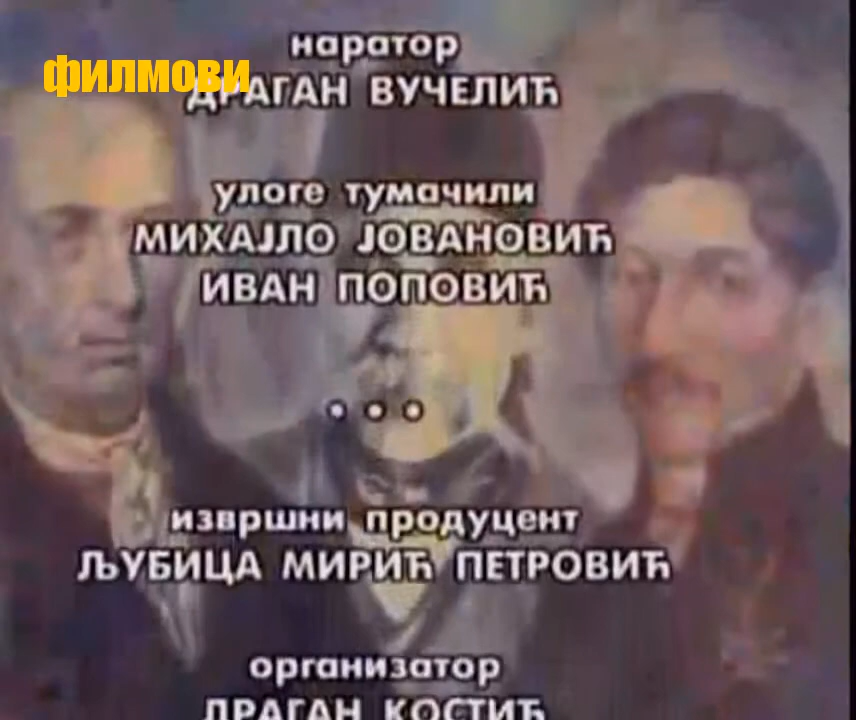 наратор
филмови
ДРАГАН ВУЧЕЛИЋ
улоге тумачили
МИХАЈЛО ЈОВАНОВИЋ
ИВАН ПОПОВИЋ
...
извршни продуцент
ЉУБИЦА МИРИЋ ПЕТРОВИЋ
организатор
ДРАГАН КОСТИЋ